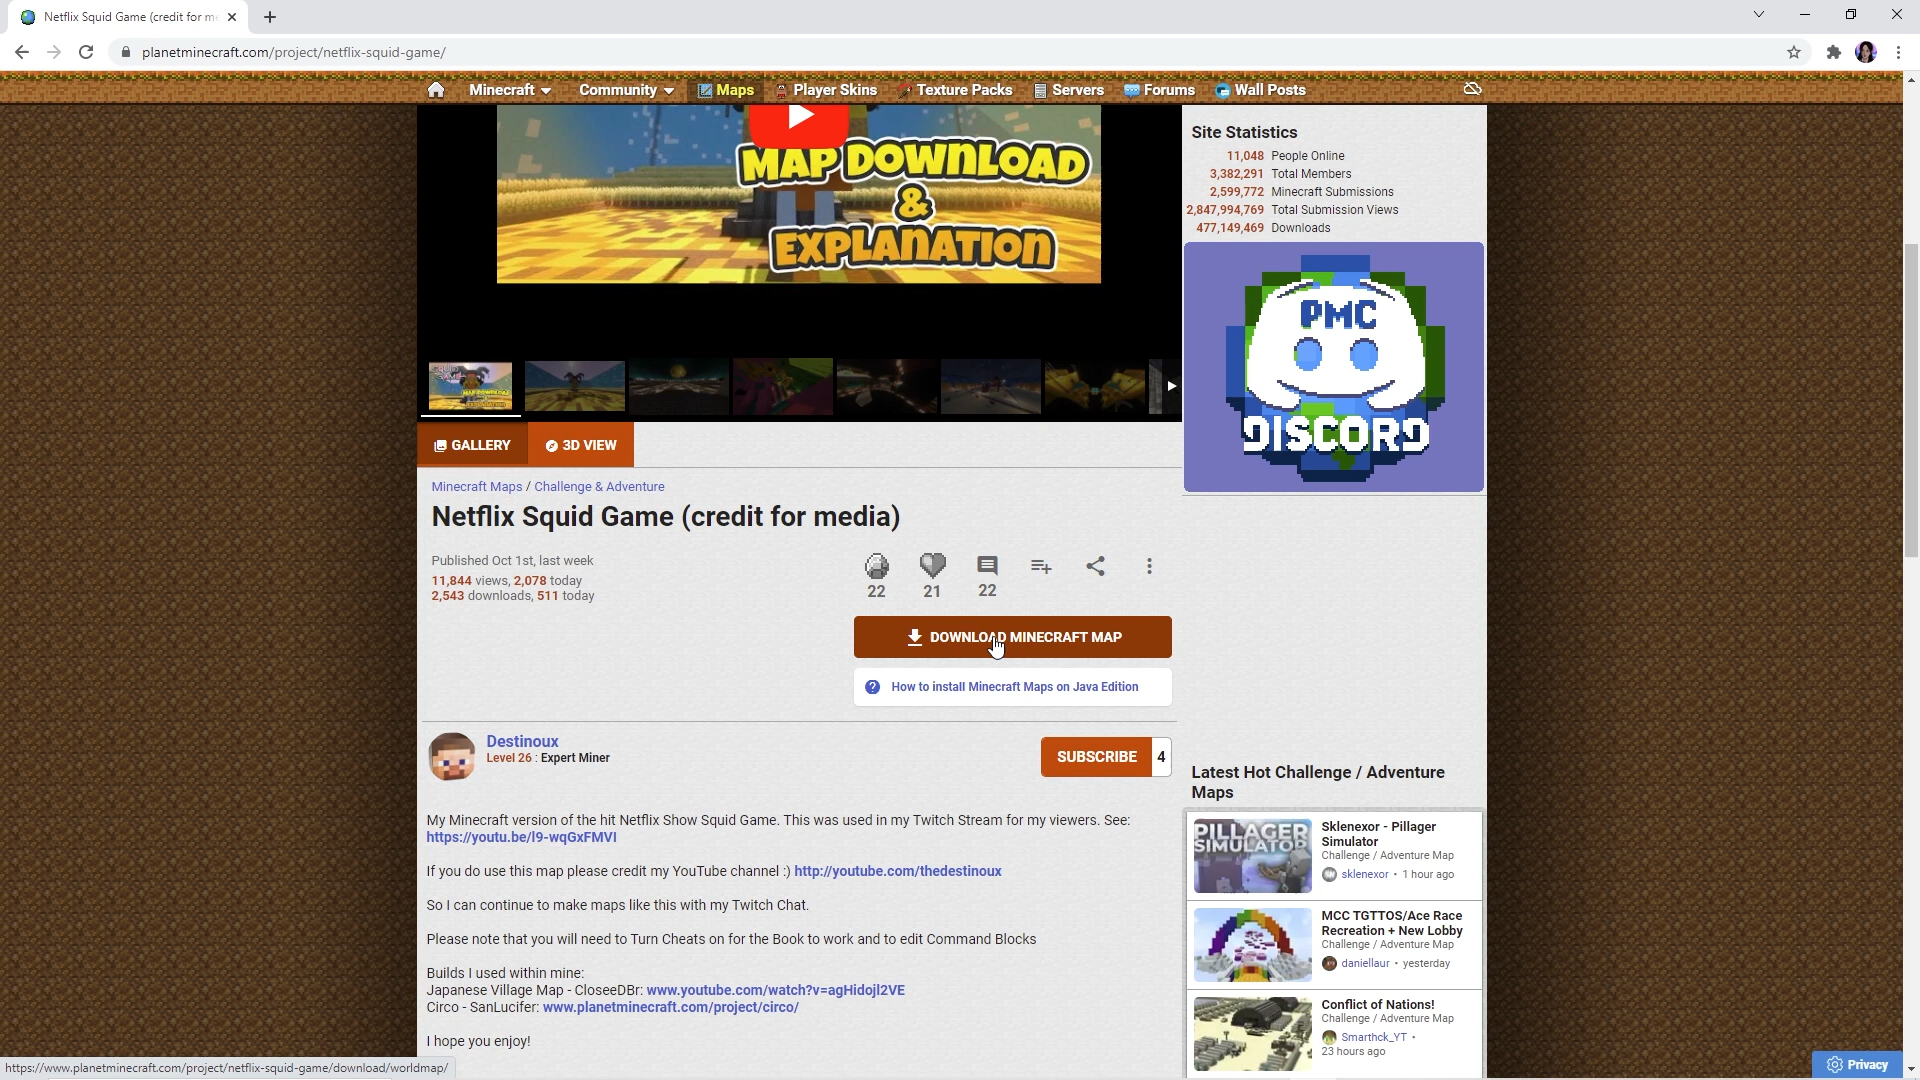 Netflix Squid Game (credit for me
planetminecraft.com/project/netflix-squid-game/
Minecraft
Community
Maps
Player Skins
Texture Packs
Servers
Forums
Wall Posts
MAP DOWNLOAD
&
EXPLANATION
GALLERY
3D VIEW
Minecraft Maps / Challenge & Adventure
Netflix Squid Game (credit for media)
Published Oct 1st, last week
11,844 views, 2,078 today
2,543 downloads, 511 today
22
21
22
DOWNLOAD MINECRAFT MAP
How to install Minecraft Maps on Java Edition
Destinoux
Level 26 : Expert Miner
SUBSCRIBE 4
My Minecraft version of the hit Netflix Show Squid Game. This was used in my Twitch Stream for my viewers. See:
https://youtu.be/l9-wqGxFMVI
If you do use this map please credit my YouTube channel :) http://youtube.com/thedestinoux
So I can continue to make maps like this with my Twitch Chat.
Please note that you will need to Turn Cheats on for the Book to work and to edit Command Blocks
Builds I used within mine:
Japanese Village Map - CloseeDBr: www.youtube.com/watch?v=agHidojl2VE
Circo - SanLucifer: www.planetminecraft.com/project/circo/
I hope you enjoy!
Site Statistics
11,048 People Online
3,382,291 Total Members
2,599,772 Minecraft Submissions
2,847,994,769 Total Submission Views
477,149,469 Downloads
PMC
DISCORD
Latest Hot Challenge / Adventure
Maps
PILLAGER
SIMULATOR
Sklenexor - Pillager
Simulator
Challenge / Adventure Map
sklenexor • 1 hour ago
MCC TGTTOS/Ace Race
Recreation + New Lobby
Challenge / Adventure Map
daniellaur • yesterday
Conflict of Nations!
Challenge / Adventure Map
Smarthck_YT •
23 hours ago
Privacy
https://www.planetminecraft.com/project/netflix-squid-game/download/worldmap/